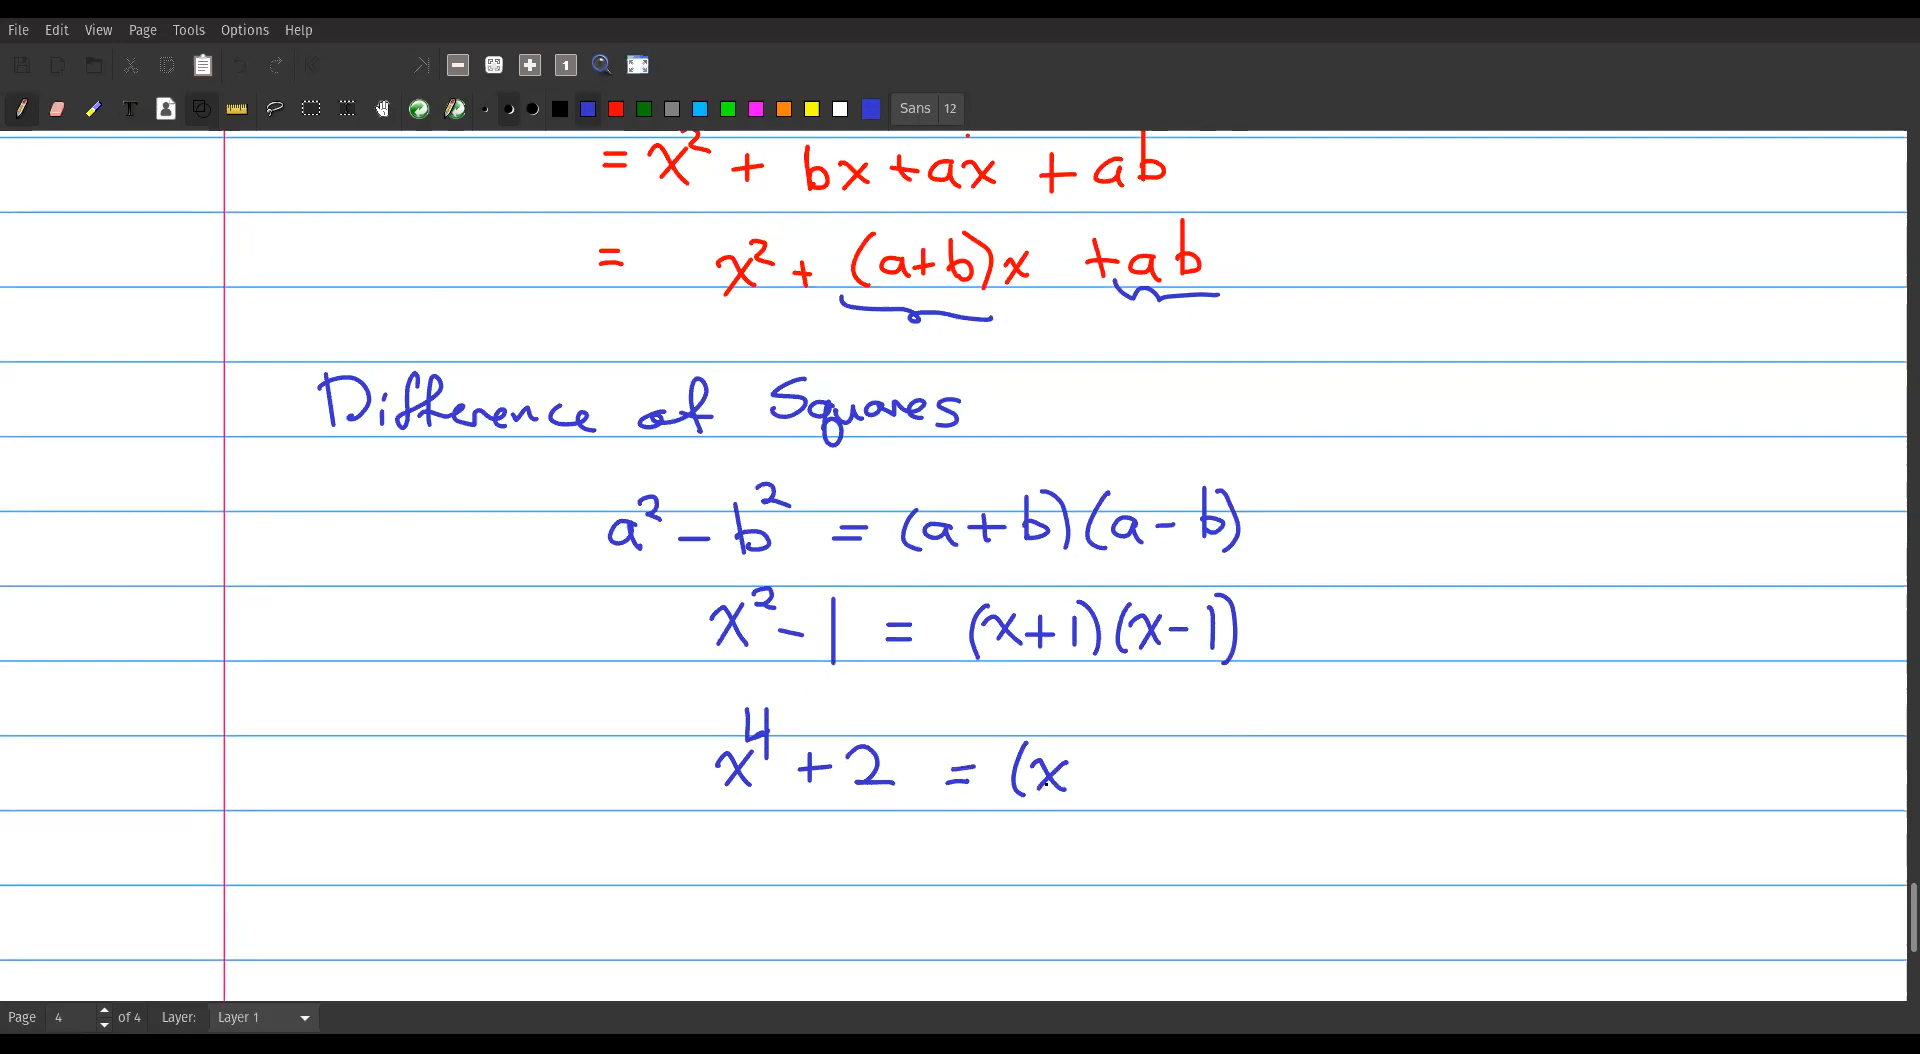 File Edit View Page Tools Options Help
1
T Sans 12
= x² + bx + ax + ab
= x² + (a+b)x + ab
Difference of Squares
a² - b² = (a+b)(a-b)
x² - 1 = (x+1)(x-1)
x⁴ + 2 = (x
Page 4 of 4 Layer: Layer 1